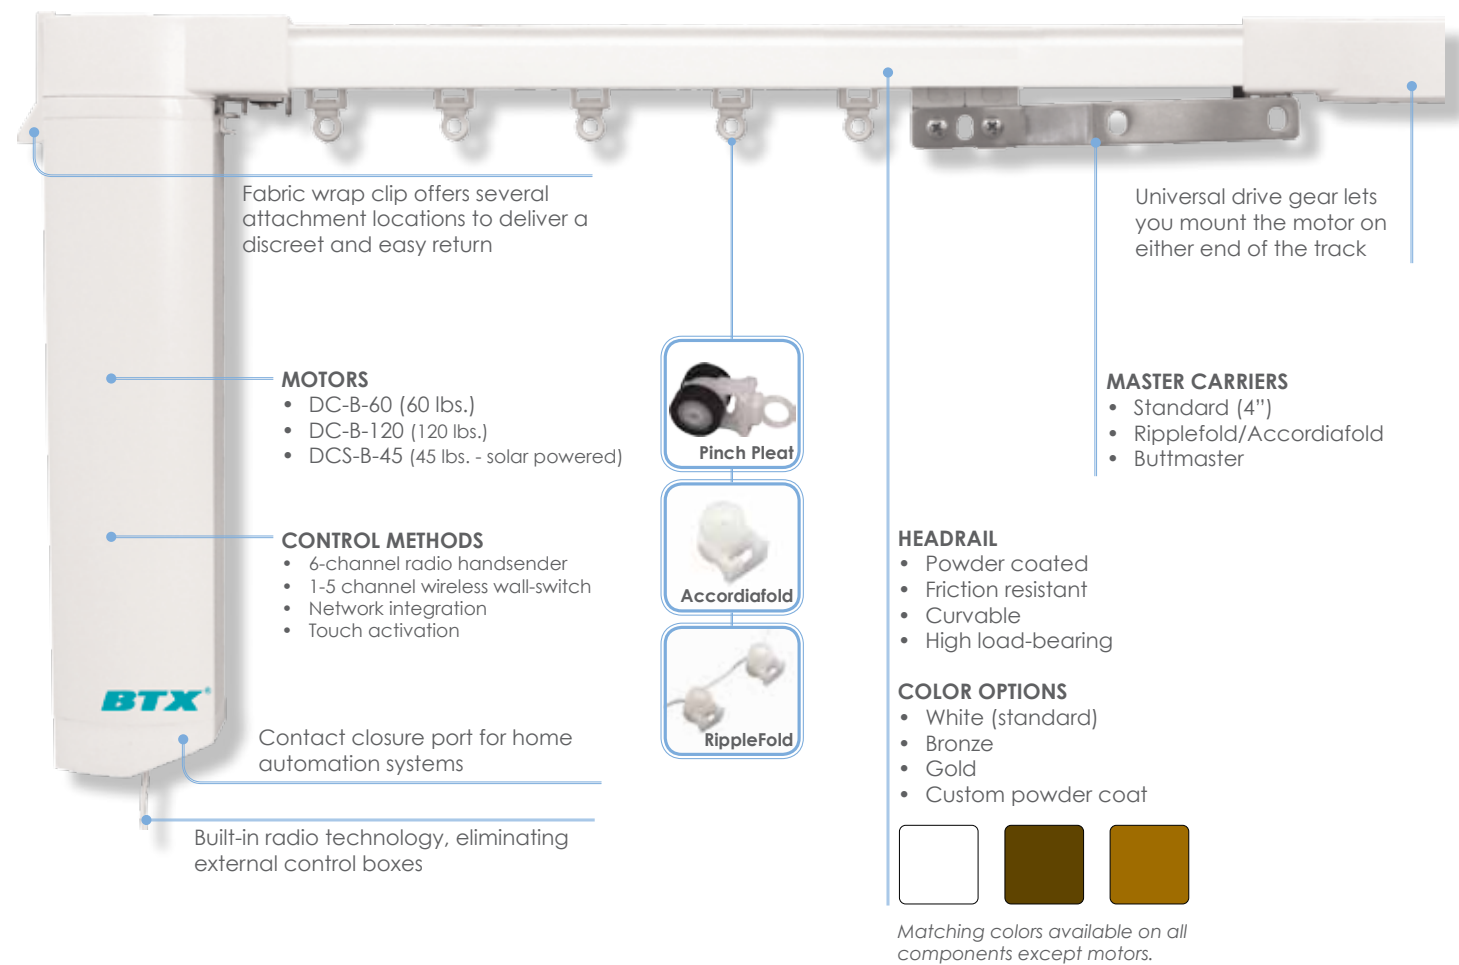 Fabric wrap clip offers several
attachment locations to deliver a
discreet and easy return
Universal drive gear lets
you mount the motor on
either end of the track
MOTORS
• DC-B-60 (60 lbs.)
• DC-B-120 (120 lbs.)
• DCS-B-45 (45 lbs. - solar powered)
CONTROL METHODS
• 6-channel radio handsender
• 1-5 channel wireless wall-switch
• Network integration
• Touch activation
BTX®
Contact closure port for home
automation systems
Built-in radio technology, eliminating
external control boxes
Pinch Pleat
Accordiafold
RippleFold
MASTER CARRIERS
• Standard (4”)
• Ripplefold/Accordiafold
• Buttmaster
HEADRAIL
• Powder coated
• Friction resistant
• Curvable
• High load-bearing
COLOR OPTIONS
• White (standard)
• Bronze
• Gold
• Custom powder coat
Matching colors available on all
components except motors.